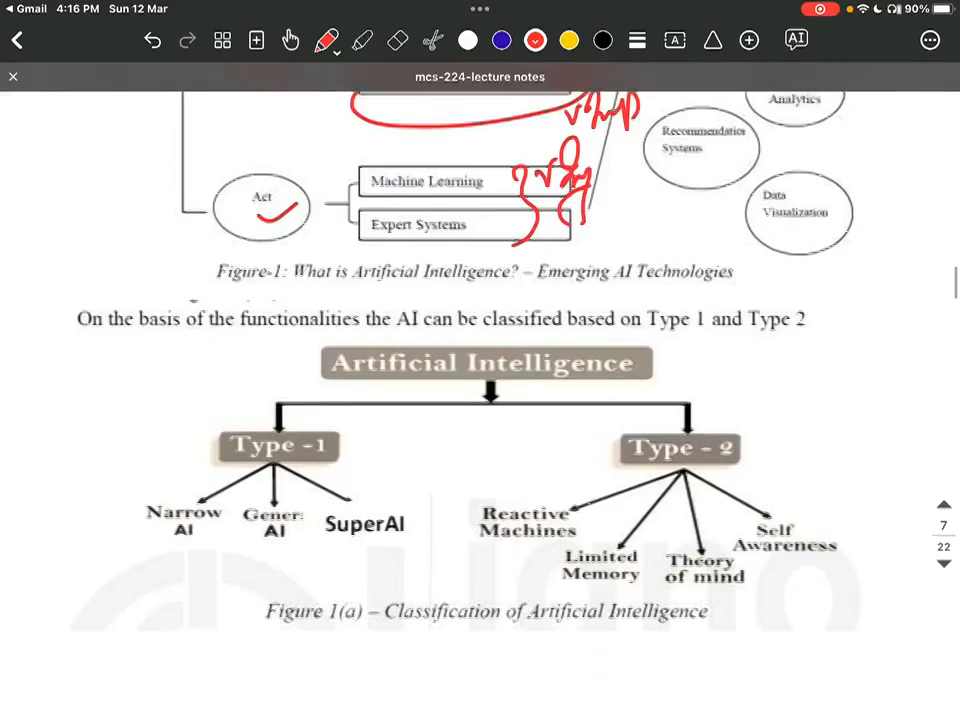 Gmail 4:16 PM Sun 12 Mar 90%
A AI
mcs-224-lecture notes
Analytics
Recommendation
Systems
Machine Learning
Act
Data
Visualization
Expert Systems
Figure-1: What is Artificial Intelligence? – Emerging AI Technologies
On the basis of the functionalities the AI can be classified based on Type 1 and Type 2
Artificial Intelligence
Type -1
Type - 2
Narrow
AI
Gener:
AI
SuperAI
Reactive
Machines
Limited
Memory
Theory
of mind
Self
Awareness
7
22
Figure 1(a) – Classification of Artificial Intelligence